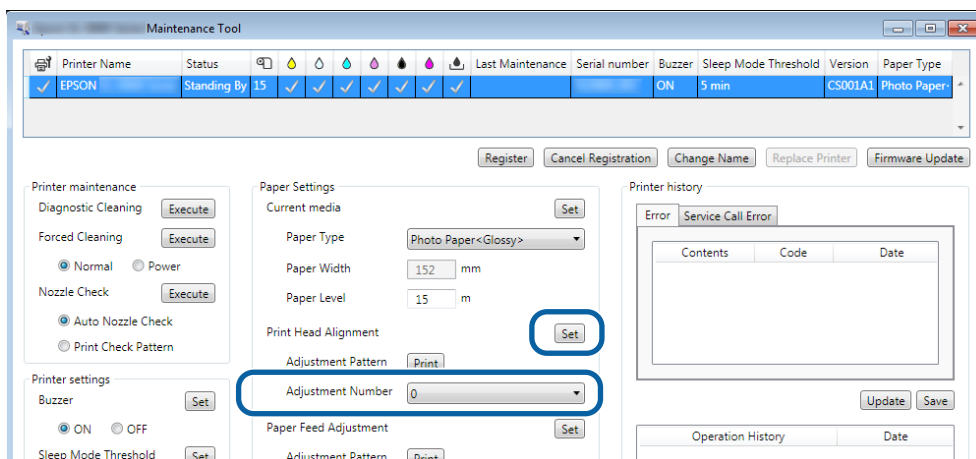 Maintenance Tool
Printer Name Status Last Maintenance Serial number Buzzer Sleep Mode Threshold Version Paper Type
EPSON Standing By 15 ON 5 min CS001A1 Photo Paper
Register Cancel Registration Change Name Replace Printer Firmware Update
Printer maintenance
Diagnostic Cleaning Execute
Forced Cleaning Execute
Normal Power
Nozzle Check Execute
Auto Nozzle Check
Print Check Pattern
Printer settings
Buzzer Set
ON OFF
Sleep Mode Threshold Set
Paper Settings
Current media Set
Paper Type Photo Paper<Glossy>
Paper Width 152 mm
Paper Level 15 m
Print Head Alignment Set
Adjustment Pattern Print
Adjustment Number 0
Paper Feed Adjustment Set
Adjustment Pattern Print
Printer history
Error Service Call Error
Contents Code Date
Update Save
Operation History Date